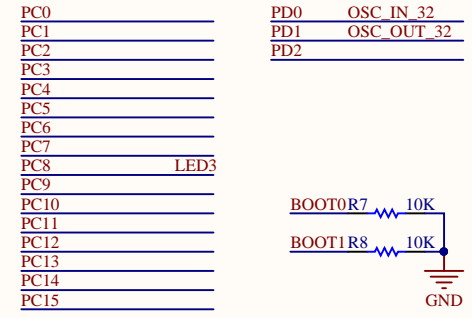 PC0
PC1
PC2
PC3
PC4
PC5
PC6
PC7
PC8 LED3
PC9
PC10
PC11
PC12
PC13
PC14
PC15
PD0 OSC_IN_32
PD1 OSC_OUT_32
PD2
BOOT0 R7 10K
BOOT1 R8 10K
GND